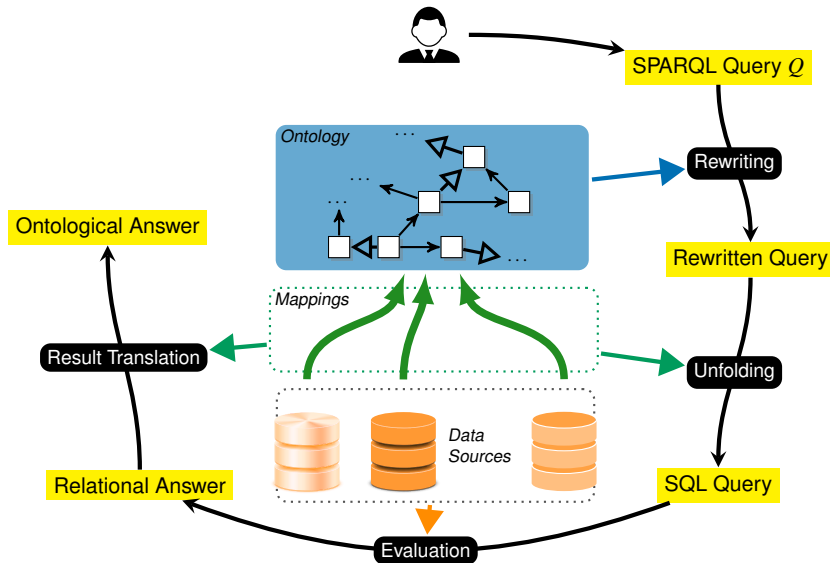 SPARQL Query Q
Ontology
. . .
Rewriting
. . .
. . .
Ontological Answer
Rewritten Query
. . .
Mappings
Result Translation
Unfolding
Data
Sources
Relational Answer
SQL Query
Evaluation